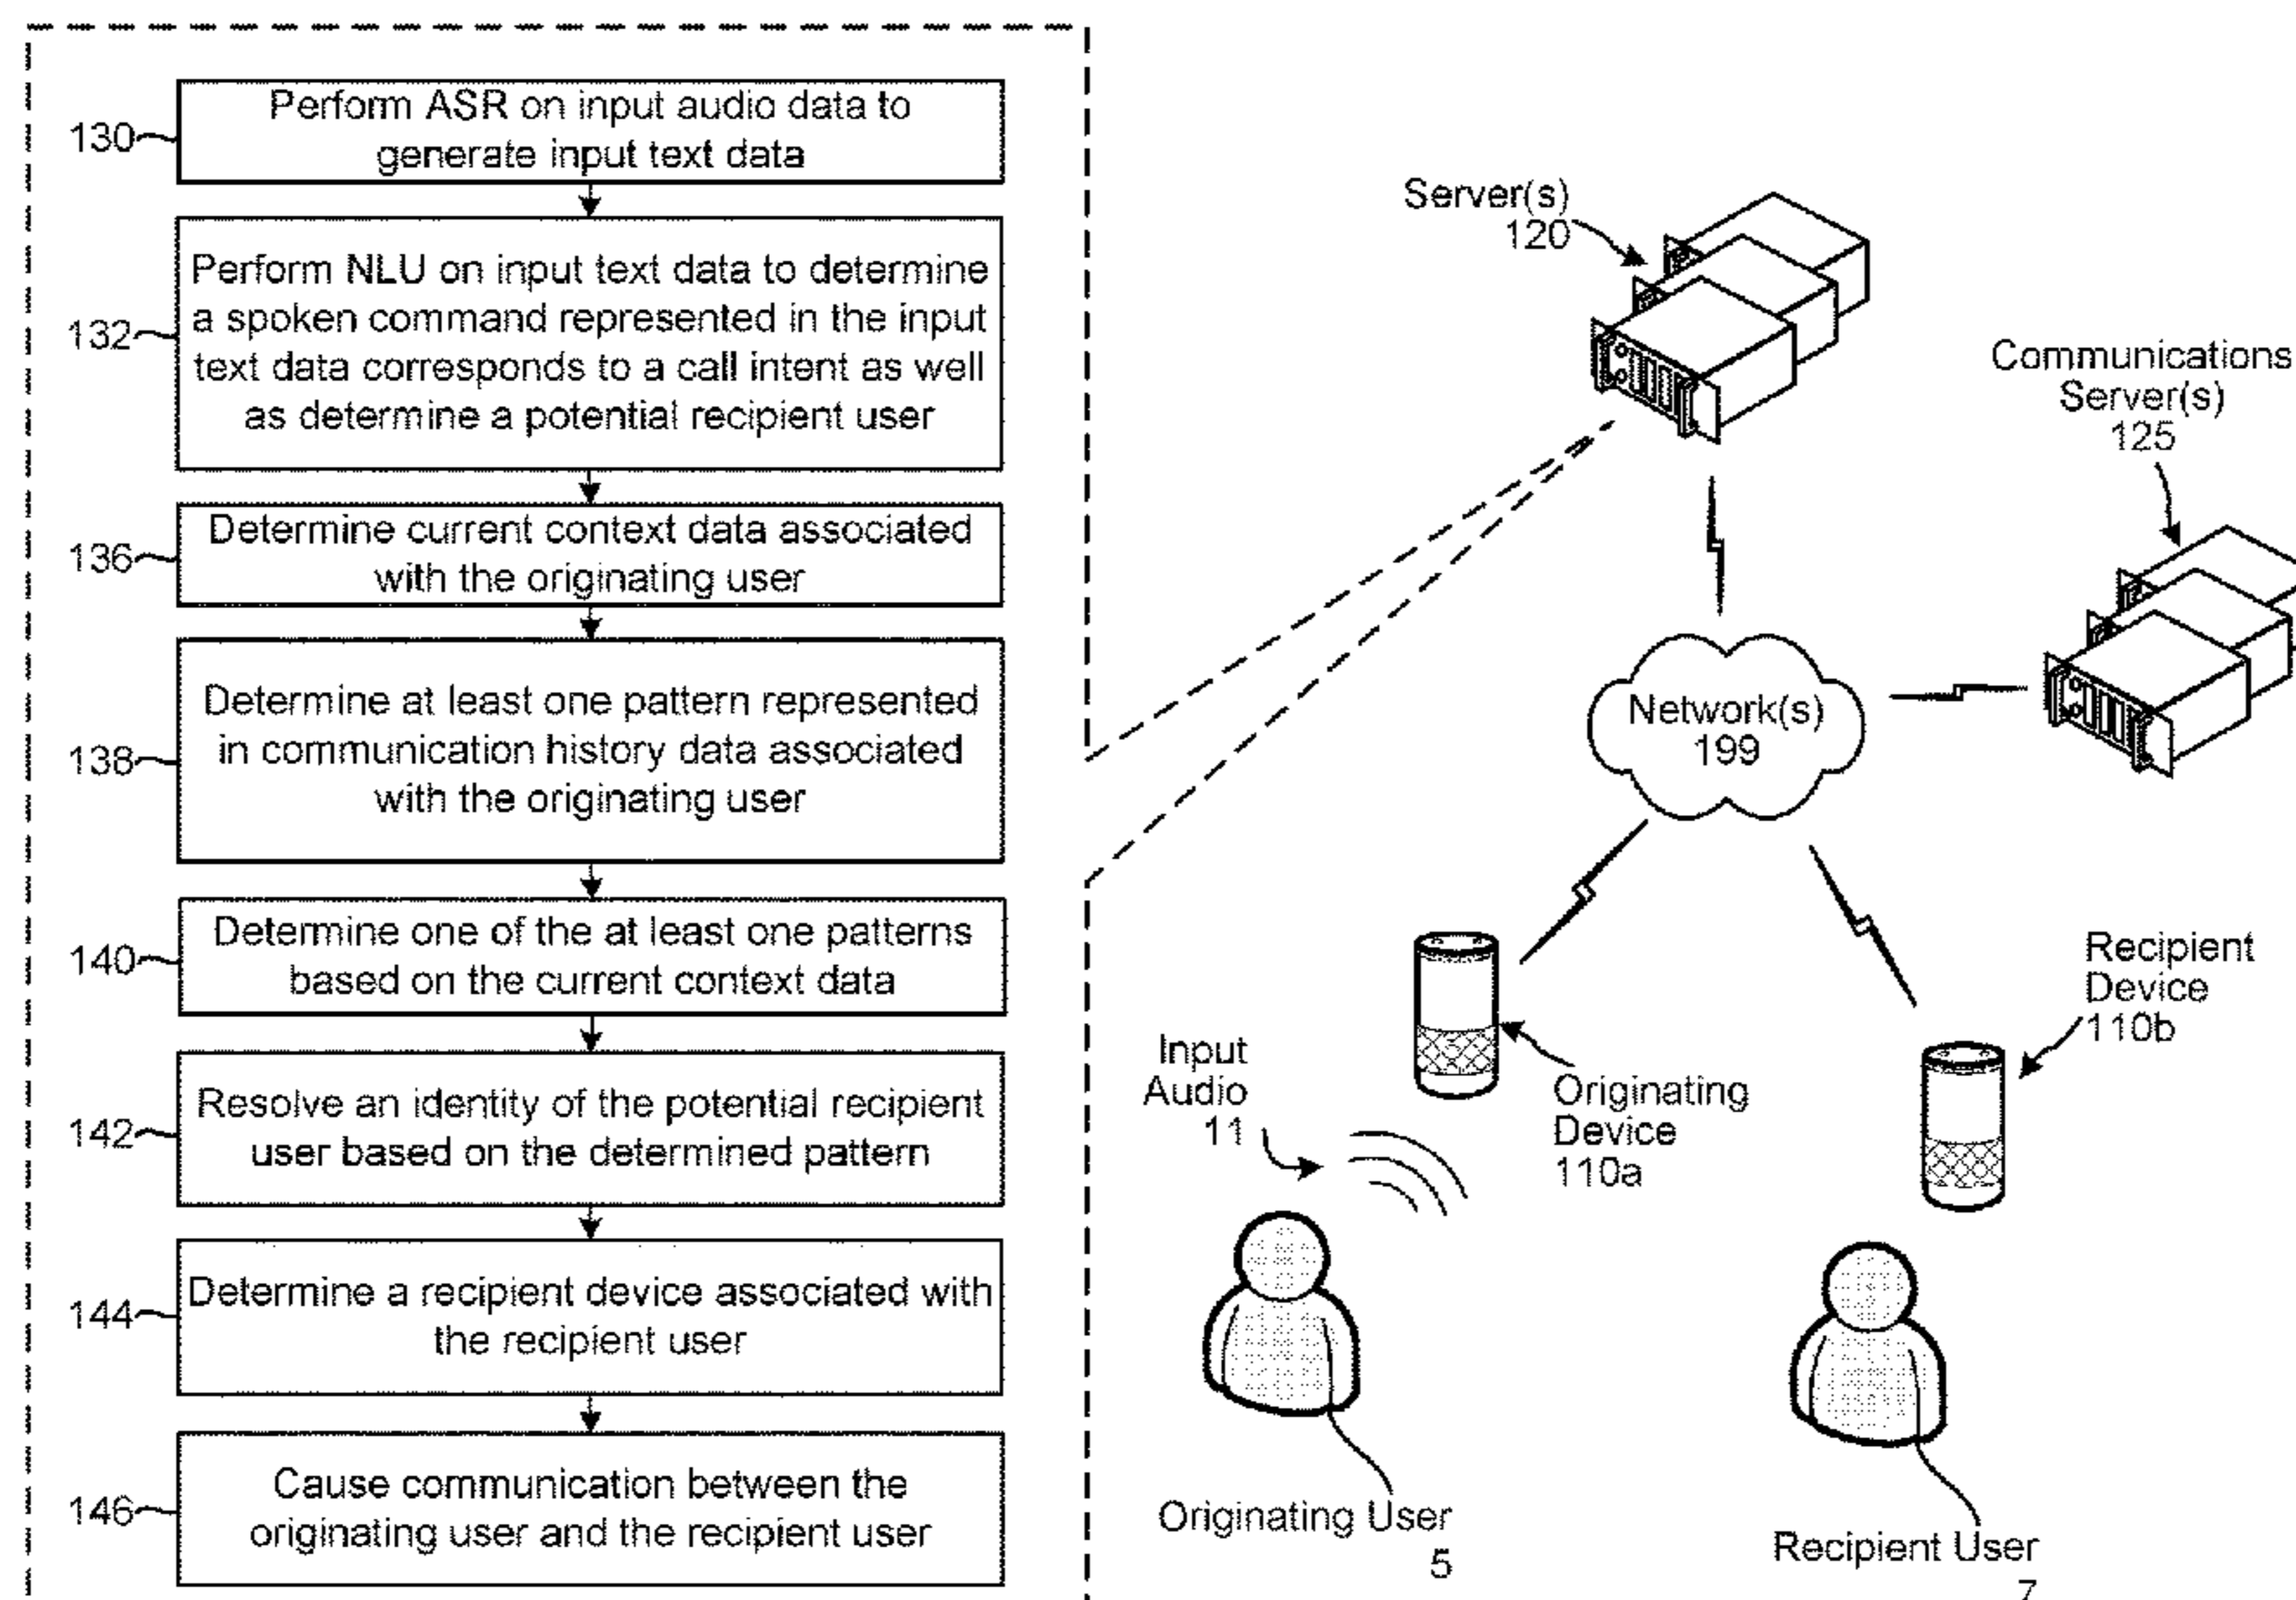 130
Perform ASR on input audio data to
generate input text data
132
Perform NLU on input text data to determine
a spoken command represented in the input
text data corresponds to a call intent as well
as determine a potential recipient user
136
Determine current context data associated
with the originating user
138
Determine at least one pattern represented
in communication history data associated
with the originating user
140
Determine one of the at least one patterns
based on the current context data
142
Resolve an identity of the potential recipient
user based on the determined pattern
144
Determine a recipient device associated with
the recipient user
146
Cause communication between the
originating user and the recipient user
Server(s)
120
Communications
Server(s)
125
Network(s)
199
Recipient
Device
110b
Input
Audio
11
Originating
Device
110a
Originating User
5
Recipient User
7